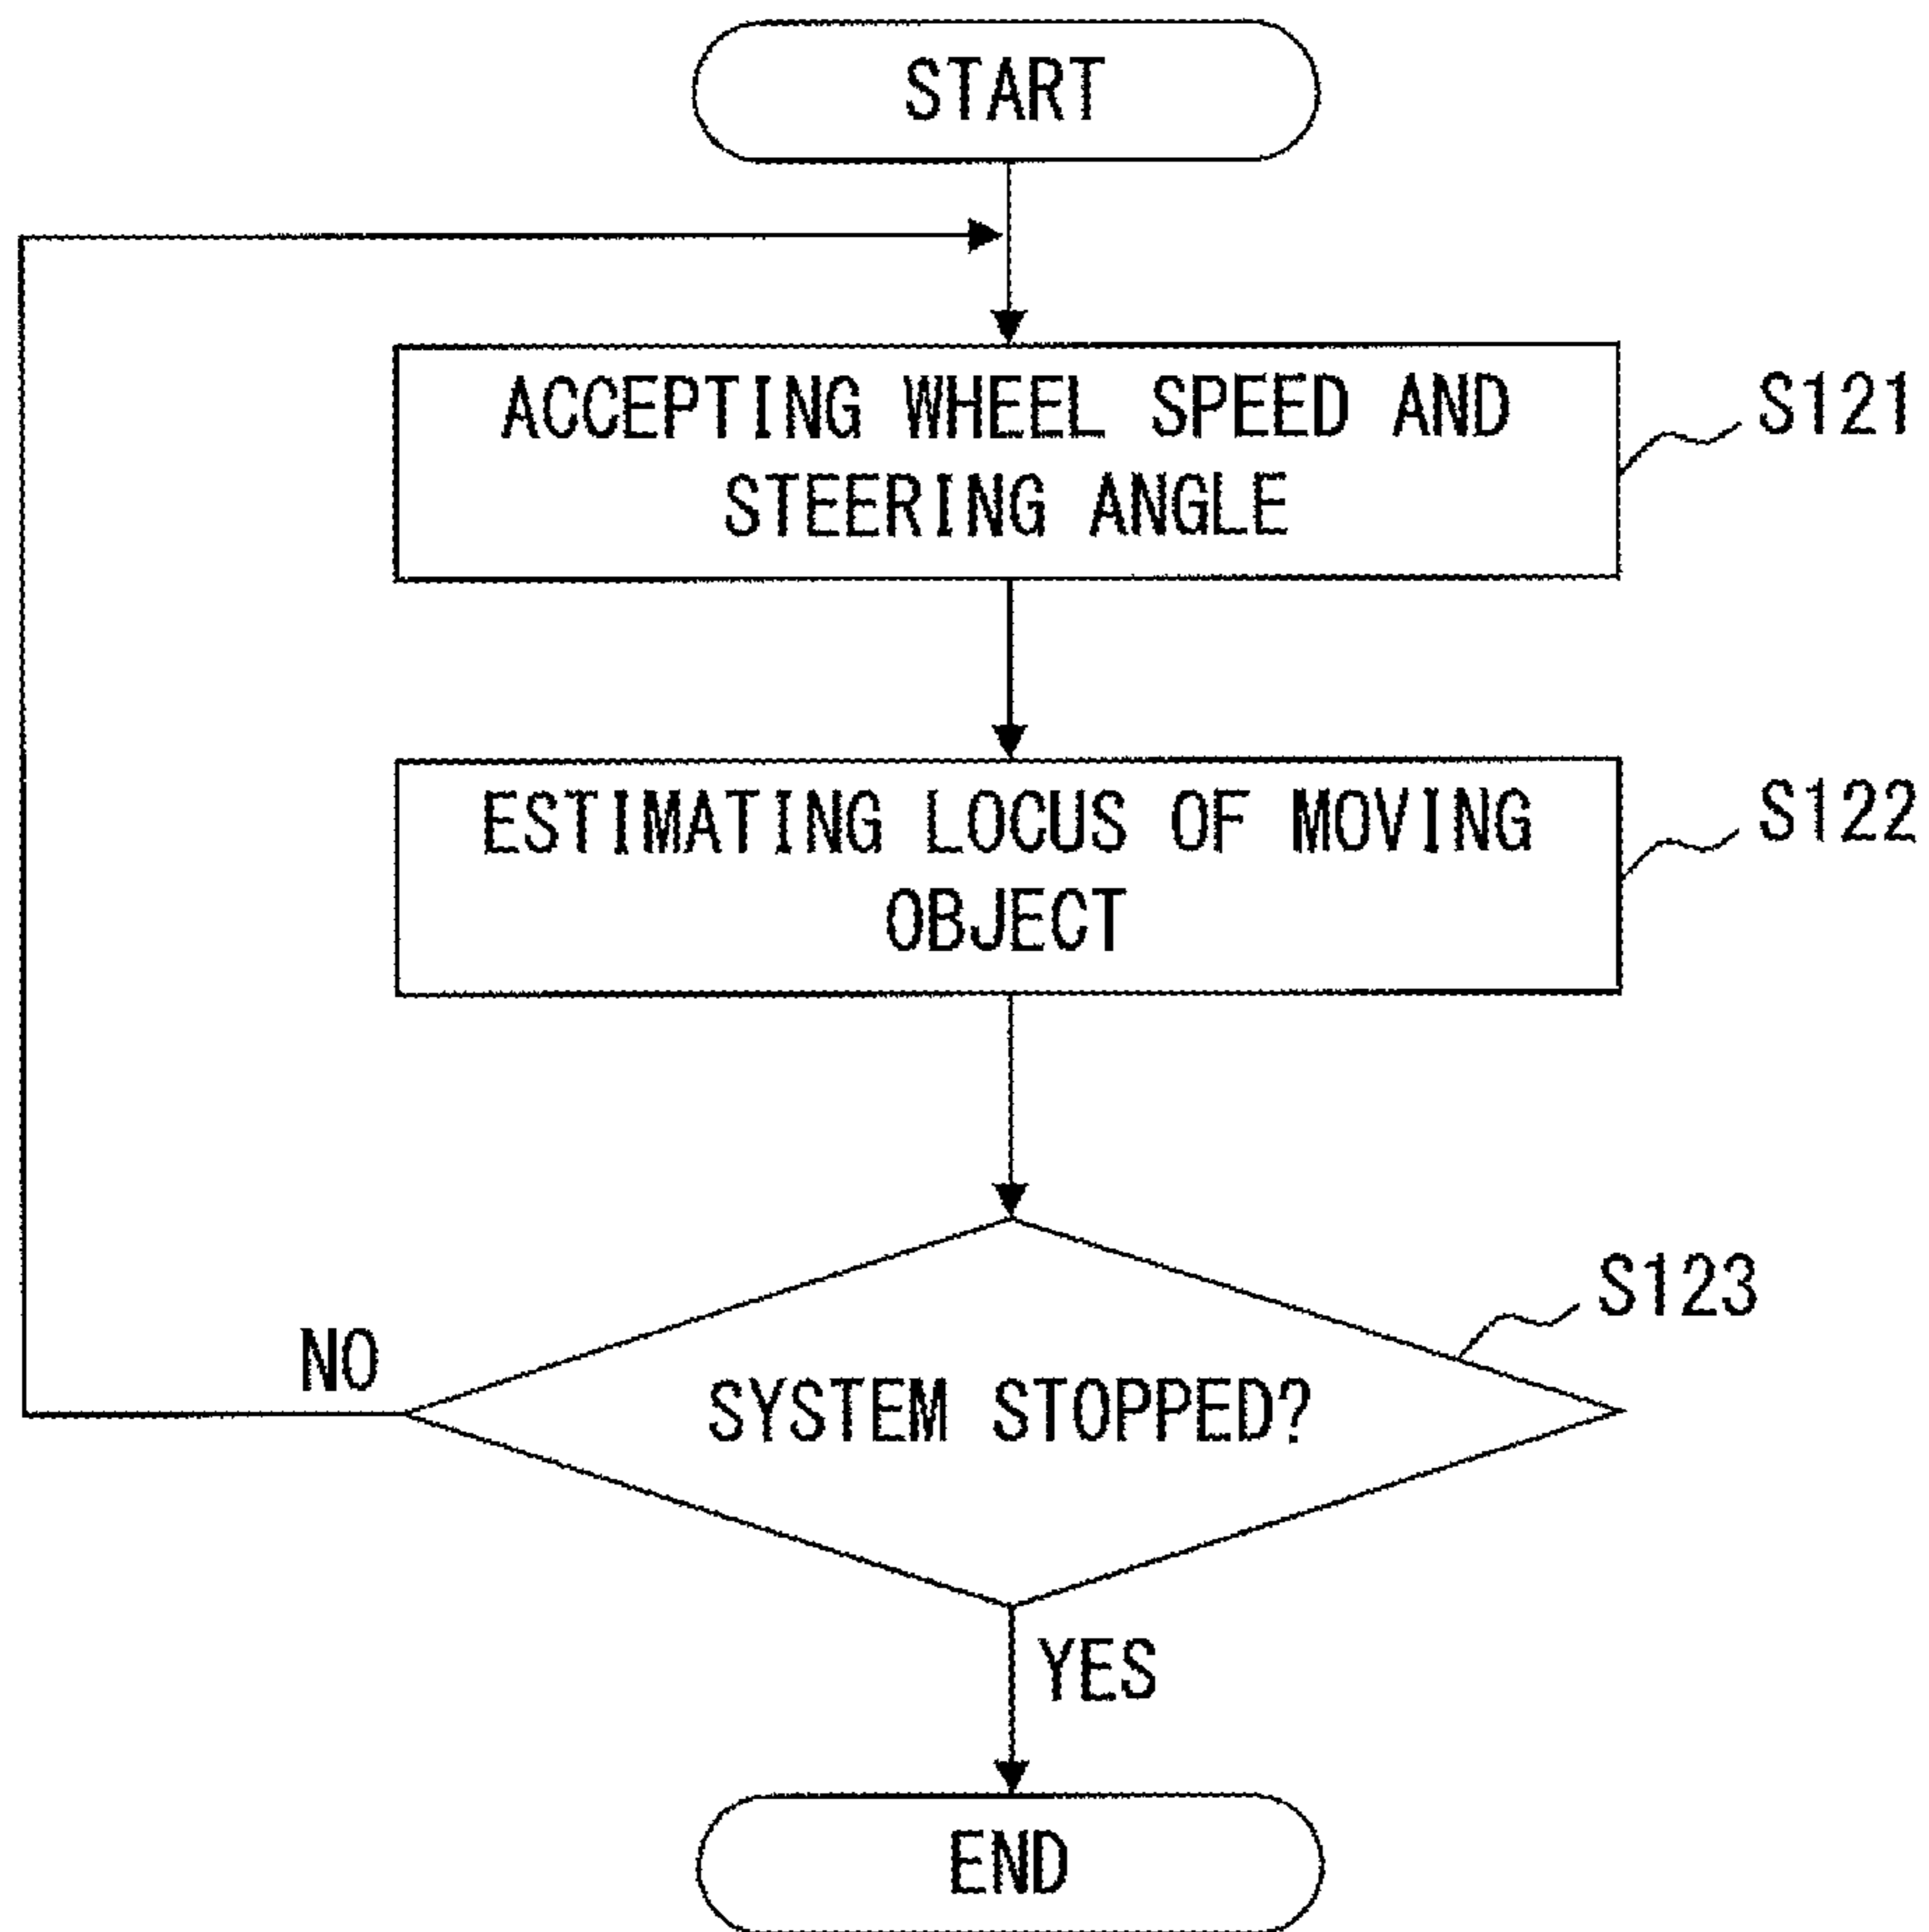 START
ACCEPTING WHEEL SPEED AND
STEERING ANGLE
S121
ESTIMATING LOCUS OF MOVING
OBJECT
S122
S123
SYSTEM STOPPED?
NO
YES
END